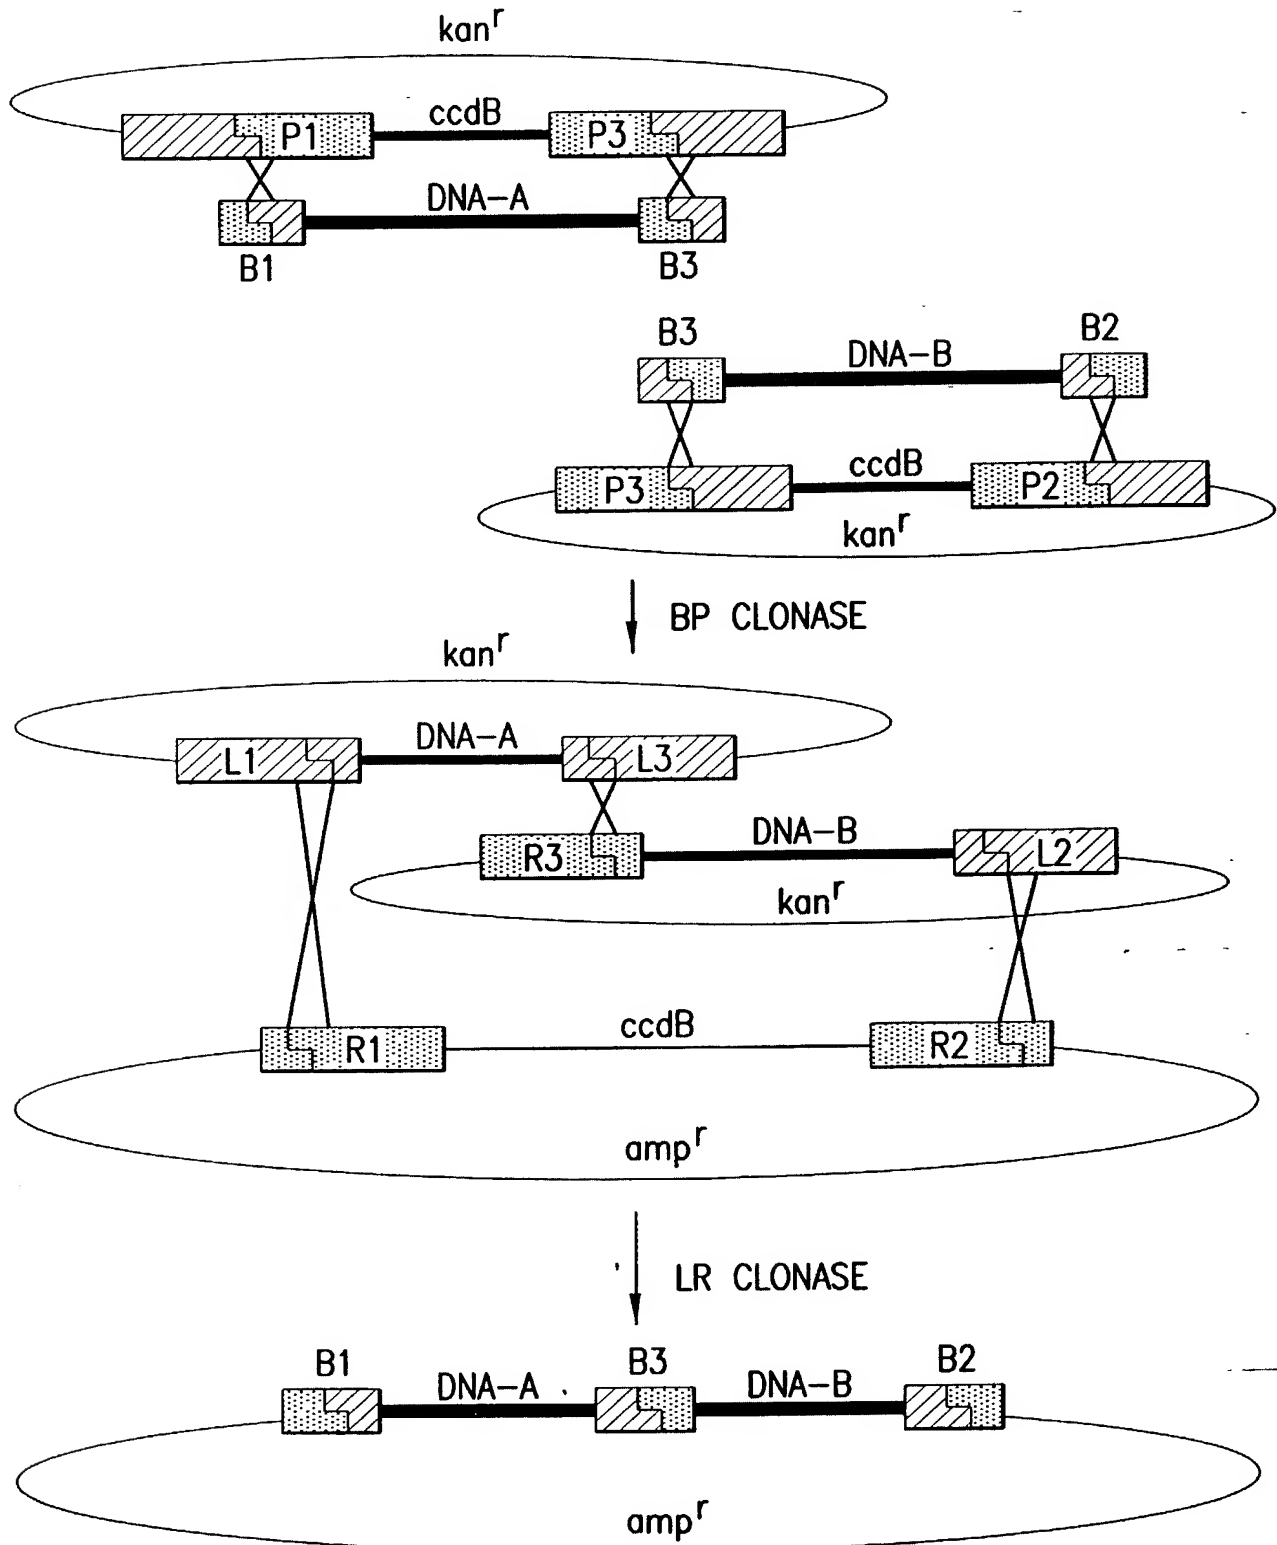 kanʳ
ccdB
P1 P3
DNA-A
B1 B3
B3 B2
DNA-B
ccdB
P3 P2
kanʳ
BP CLONASE
kanʳ
DNA-A
L1 L3
DNA-B
R3 L2
kanʳ
ccdB
R1 R2
ampʳ
LR CLONASE
B1 B3 B2
DNA-A DNA-B
ampʳ